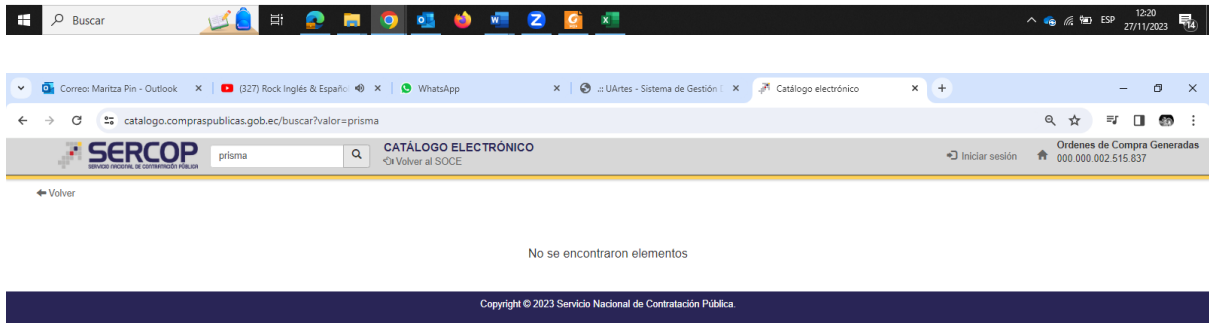 Buscar
ESP
12:20
27/11/2023
14
Correo: Maritza Pin - Outlook
(327) Rock Inglés & Españo
WhatsApp
.:: UArtes - Sistema de Gestión D
Catálogo electrónico
catalogo.compraspublicas.gob.ec/buscar?valor=prisma
SERCOP
SERVICIO NACIONAL DE CONTRATACIÓN PÚBLICA
prisma
CATÁLOGO ELECTRÓNICO
Volver al SOCE
Iniciar sesión
Ordenes de Compra Generadas
000.000.002.515.837
Volver
No se encontraron elementos
Copyright © 2023 Servicio Nacional de Contratación Pública.